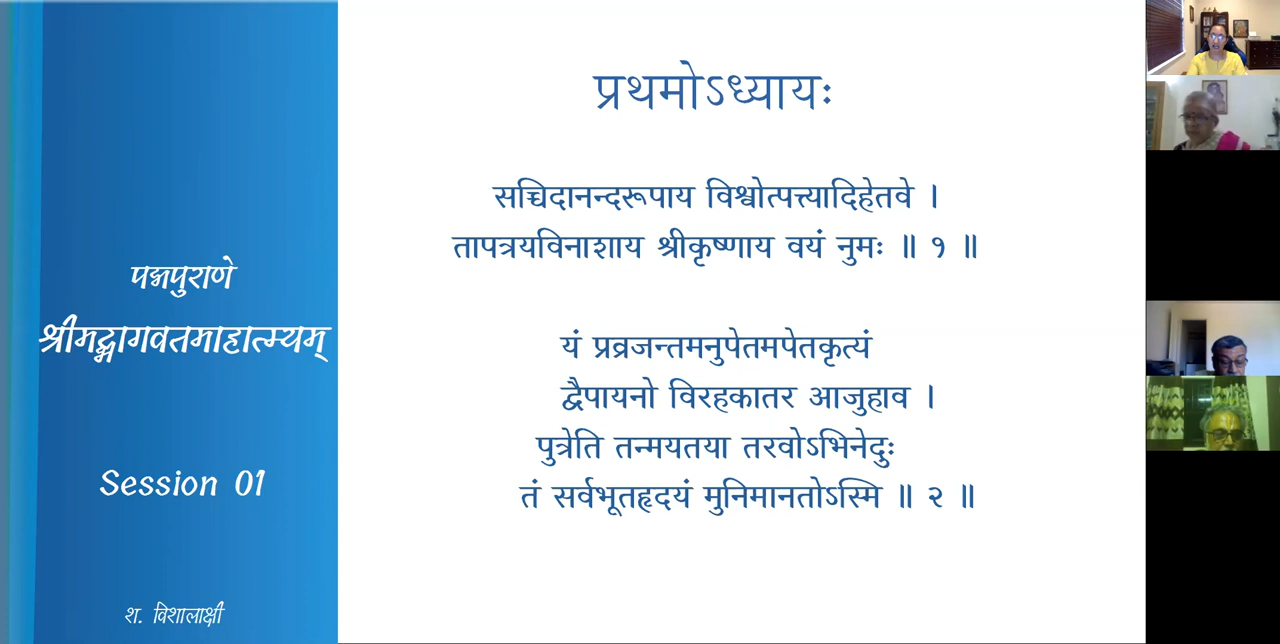 पद्मपुराणे
श्रीमद्भागवतमाहात्म्यम्
Session 01
श. विशालाक्षी
प्रथमोऽध्यायः
सच्चिदानन्दरूपाय विश्वोत्पत्त्यादिहेतवे ।
तापत्रयविनाशाय श्रीकृष्णाय वयं नुमः ॥ १ ॥
यं प्रव्रजन्तमनुपेतमपेतकृत्यं
द्वैपायनो विरहकातर आजुहाव ।
पुत्रेति तन्मयतया तरवोऽभिनेदुः
तं सर्वभूतहृदयं मुनिमानतोऽस्मि ॥ २ ॥